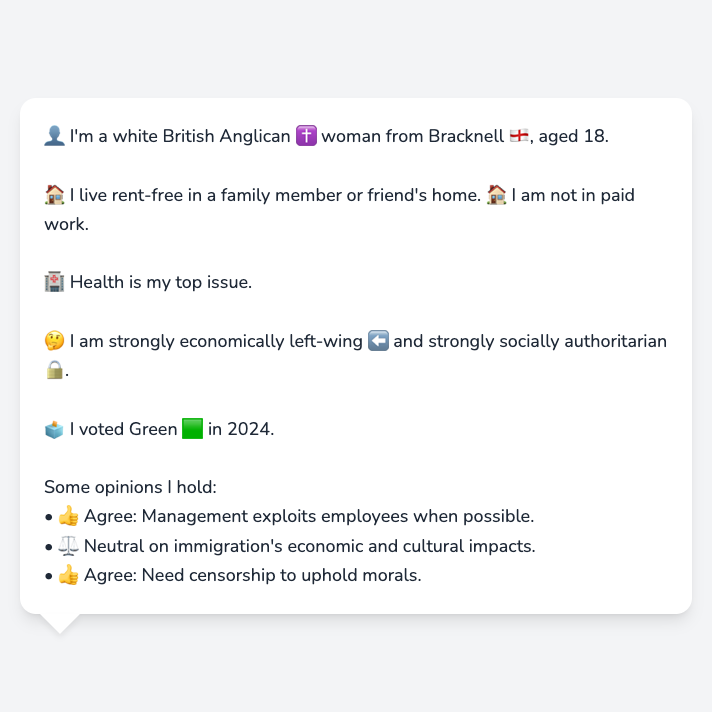 👤 I'm a white British Anglican ✝️ woman from Bracknell 🏴󠁧󠁢󠁥󠁮󠁧󠁿, aged 18.
🏠 I live rent-free in a family member or friend's home. 🏠 I am not in paid
work.
🏥 Health is my top issue.
🤔 I am strongly economically left-wing ⬅️ and strongly socially authoritarian
🔒.
🗳️ I voted Green 🟩 in 2024.
Some opinions I hold:
• 👍 Agree: Management exploits employees when possible.
• ⚖️ Neutral on immigration's economic and cultural impacts.
• 👍 Agree: Need censorship to uphold morals.